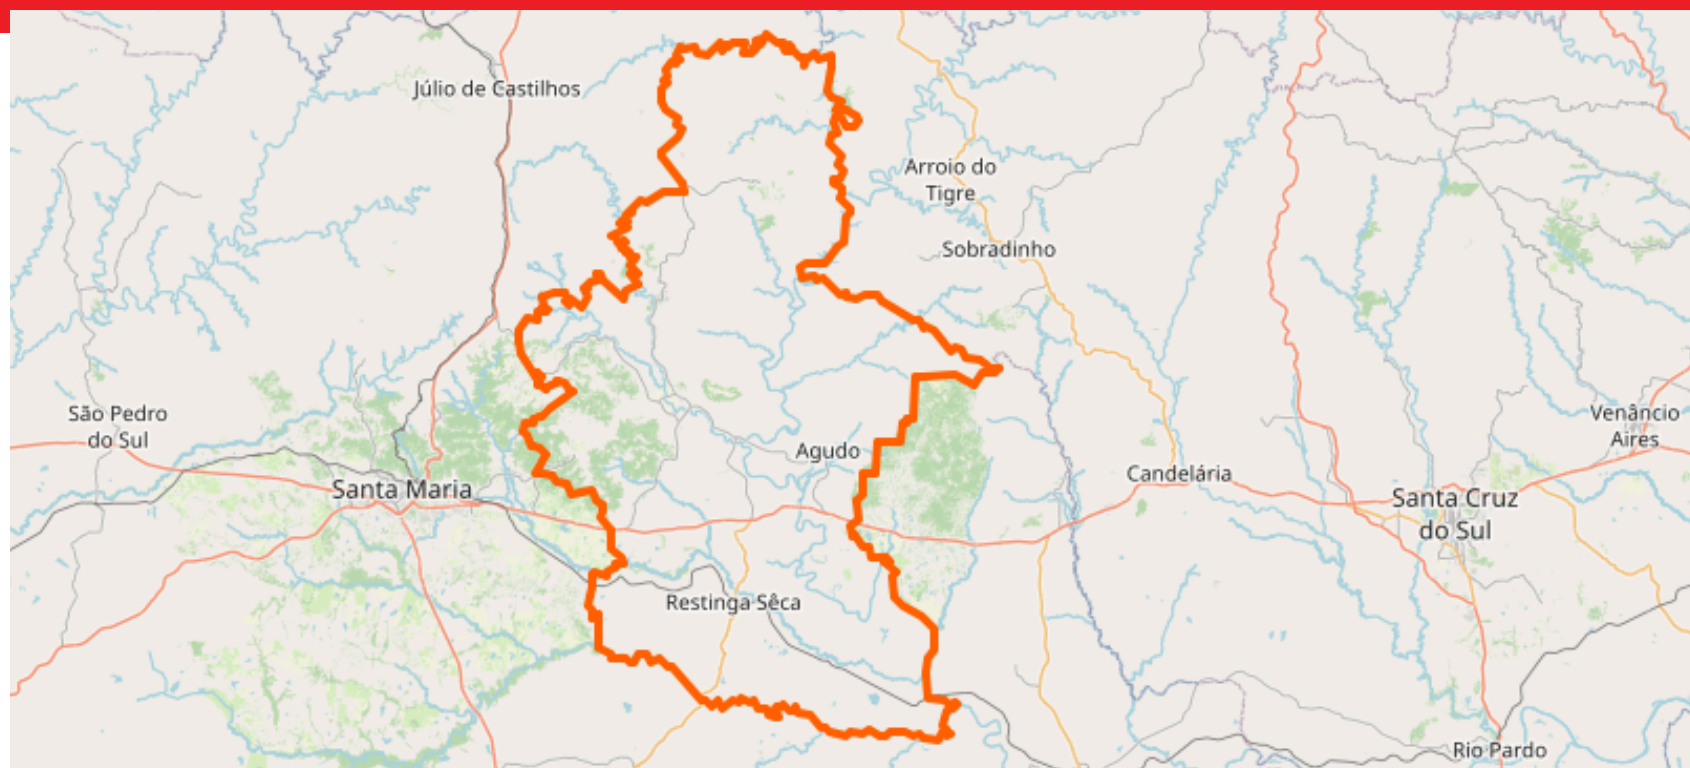 Júlio de Castilhos
Arroio do
Tigre
Sobradinho
São Pedro
do Sul
Venâncio
Aires
Agudo
Candelária
Santa Maria
Santa Cruz
do Sul
Restinga Sêca
Rio Pardo